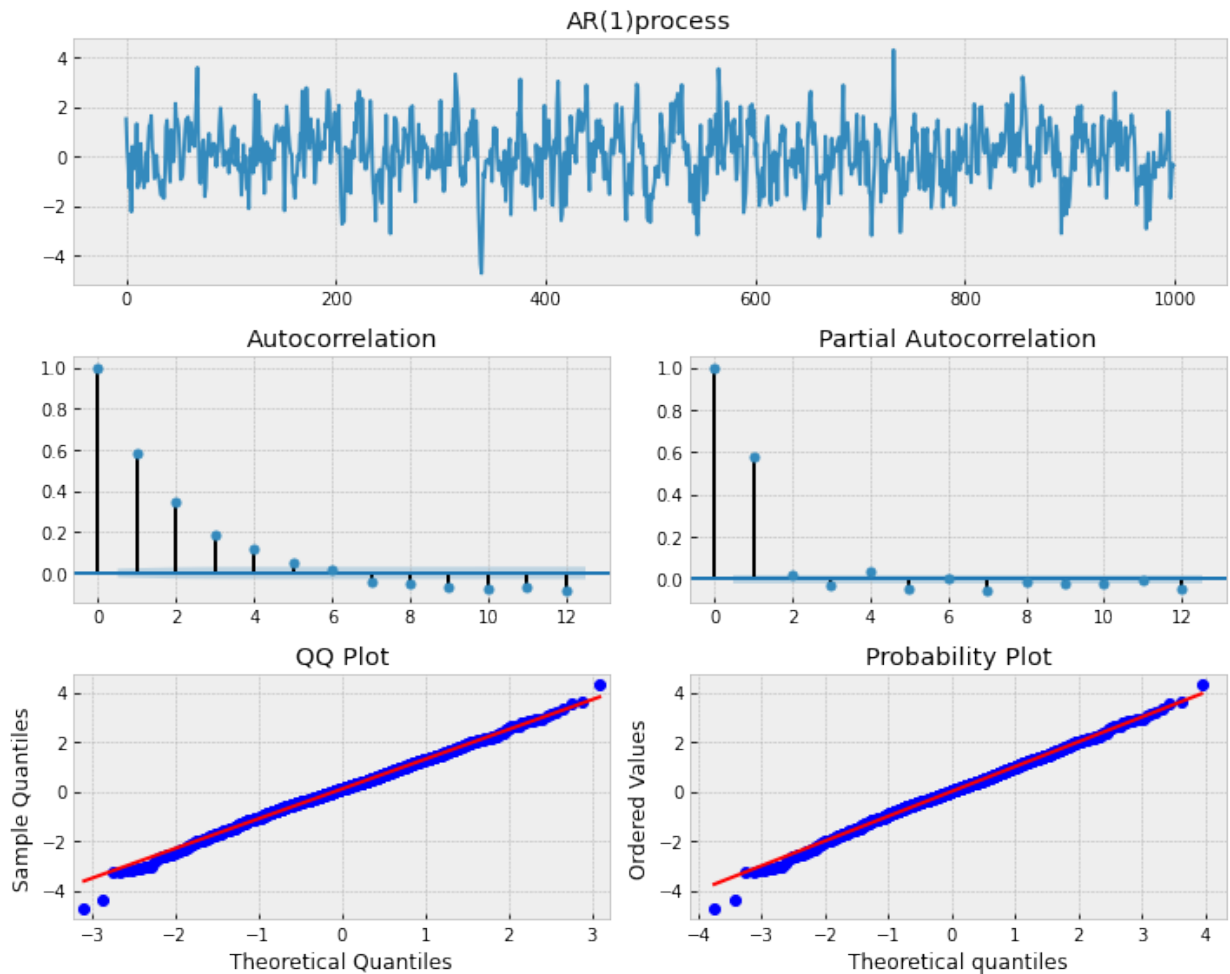 AR(1)process
4
2
0
−2
−4
0 200 400 600 800 1000
Autocorrelation
1.0
0.8
0.6
0.4
0.2
0.0
0 2 4 6 8 10 12
Partial Autocorrelation
1.0
0.8
0.6
0.4
0.2
0.0
0 2 4 6 8 10 12
QQ Plot
Sample Quantiles
4
2
0
−2
−4
−3 −2 −1 0 1 2 3
Theoretical Quantiles
Probability Plot
Ordered Values
4
2
0
−2
−4
−4 −3 −2 −1 0 1 2 3 4
Theoretical quantiles